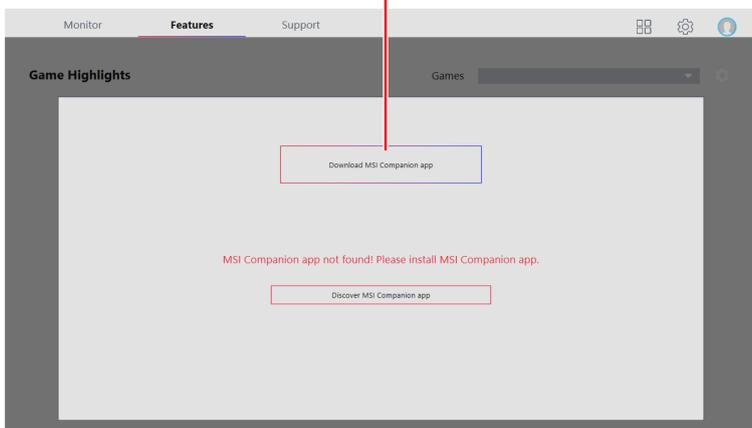 Monitor Features Support
Game Highlights Games
Download MSI Companion app
MSI Companion app not found! Please install MSI Companion app.
Discover MSI Companion app